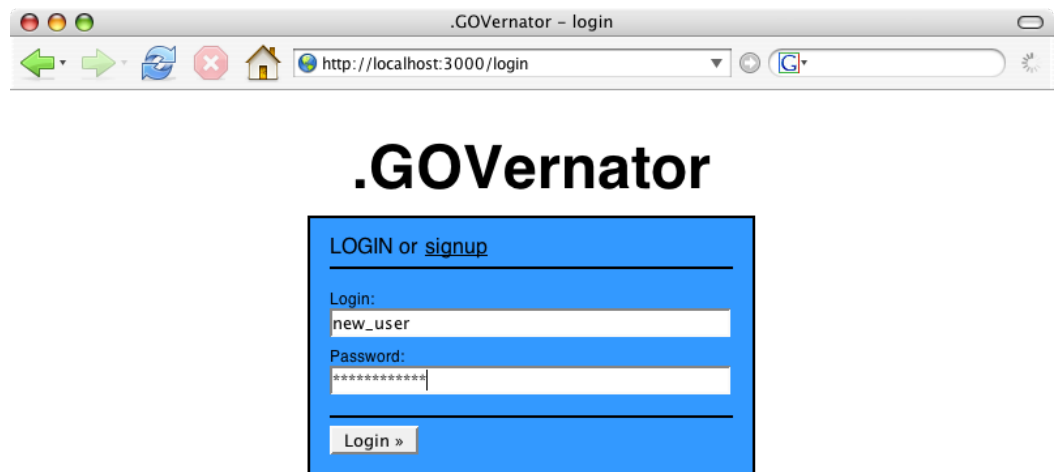 .GOVernator – login
http://localhost:3000/login
G
.GOVernator
LOGIN or signup
Login:
new_user
Password:
************
Login »